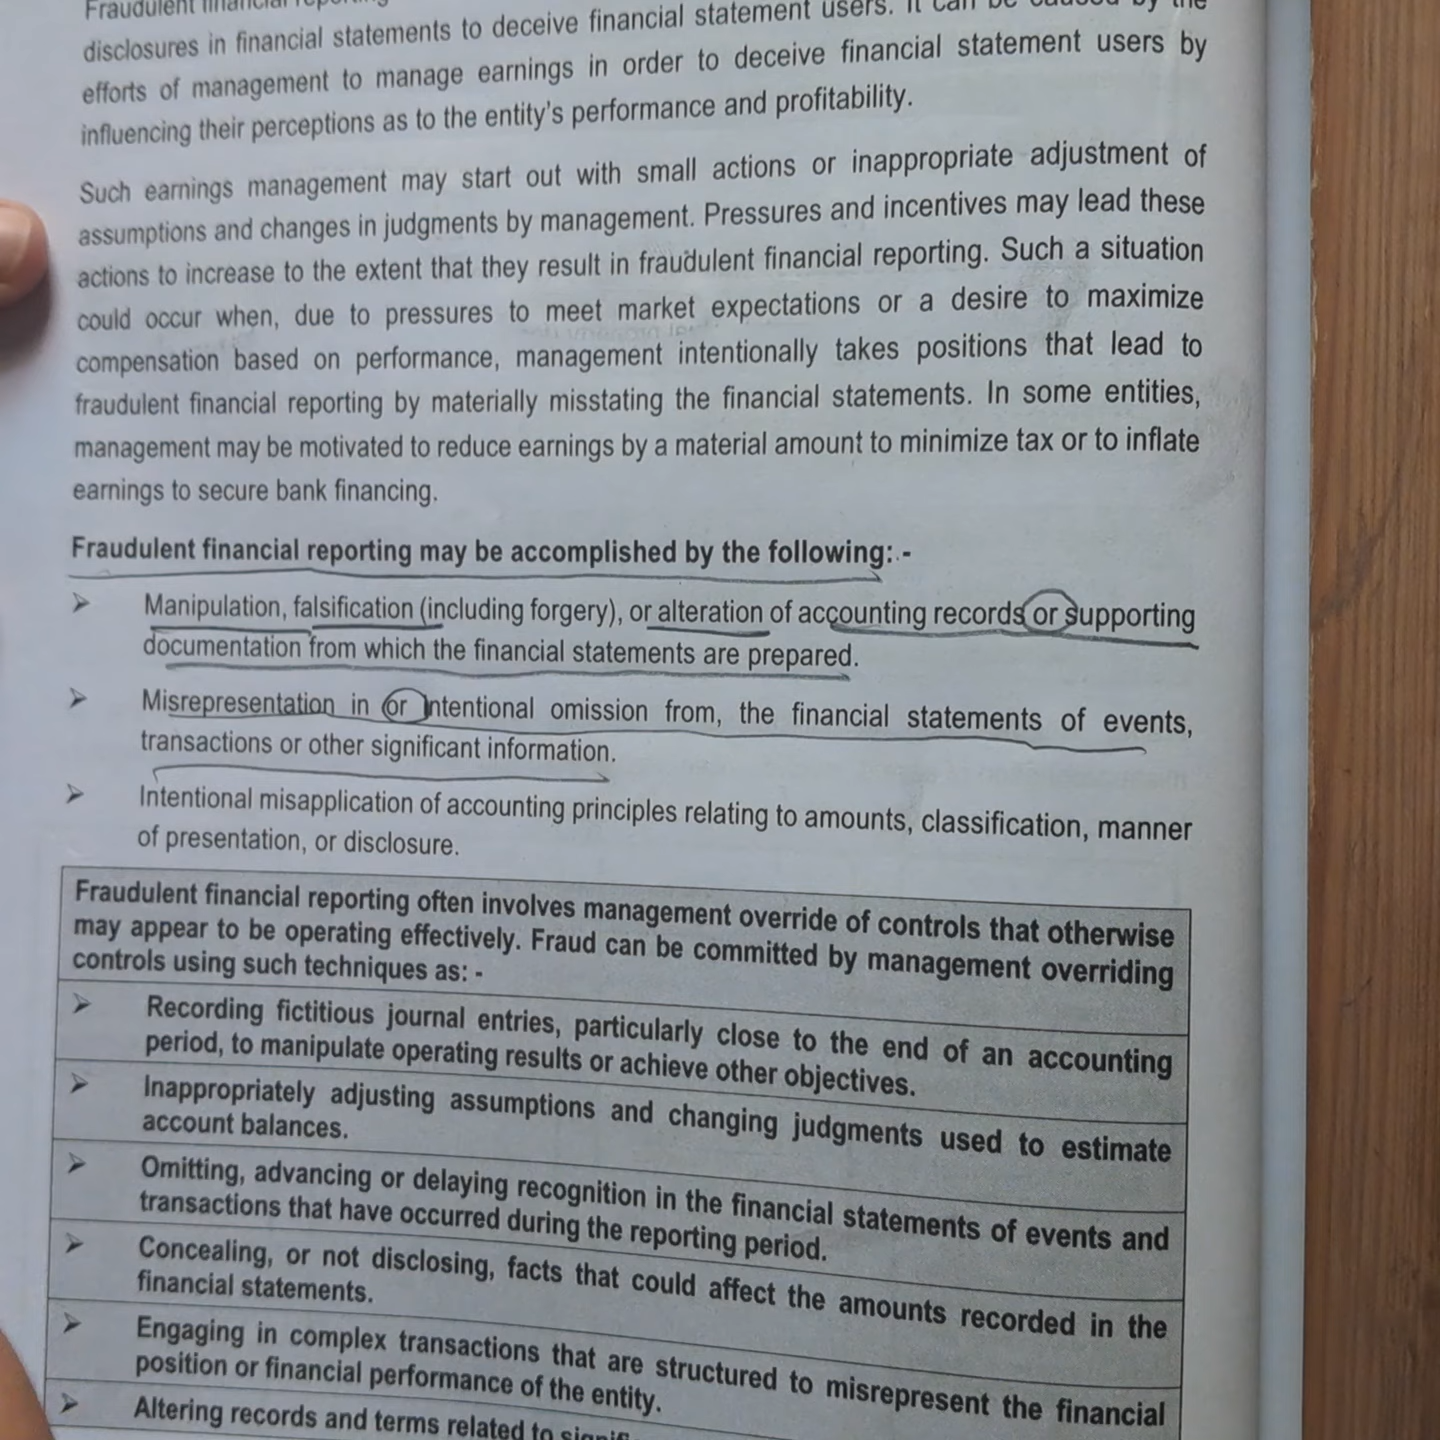 Fraudulent financial reporting
disclosures in financial statements to deceive financial statement users. It can be caused by the
efforts of management to manage earnings in order to deceive financial statement users by
influencing their perceptions as to the entity's performance and profitability.
Such earnings management may start out with small actions or inappropriate adjustment of
assumptions and changes in judgments by management. Pressures and incentives may lead these
actions to increase to the extent that they result in fraudulent financial reporting. Such a situation
could occur when, due to pressures to meet market expectations or a desire to maximize
compensation based on performance, management intentionally takes positions that lead to
fraudulent financial reporting by materially misstating the financial statements. In some entities,
management may be motivated to reduce earnings by a material amount to minimize tax or to inflate
earnings to secure bank financing.
Fraudulent financial reporting may be accomplished by the following: -
➢ Manipulation, falsification (including forgery), or alteration of accounting records or supporting
documentation from which the financial statements are prepared.
➢ Misrepresentation in or intentional omission from, the financial statements of events,
transactions or other significant information.
➢ Intentional misapplication of accounting principles relating to amounts, classification, manner
of presentation, or disclosure.
Fraudulent financial reporting often involves management override of controls that otherwise
may appear to be operating effectively. Fraud can be committed by management overriding
controls using such techniques as: -
➢ Recording fictitious journal entries, particularly close to the end of an accounting
period, to manipulate operating results or achieve other objectives.
➢ Inappropriately adjusting assumptions and changing judgments used to estimate
account balances.
➢ Omitting, advancing or delaying recognition in the financial statements of events and
transactions that have occurred during the reporting period.
➢ Concealing, or not disclosing, facts that could affect the amounts recorded in the
financial statements.
➢ Engaging in complex transactions that are structured to misrepresent the financial
position or financial performance of the entity.
➢ Altering records and terms related to